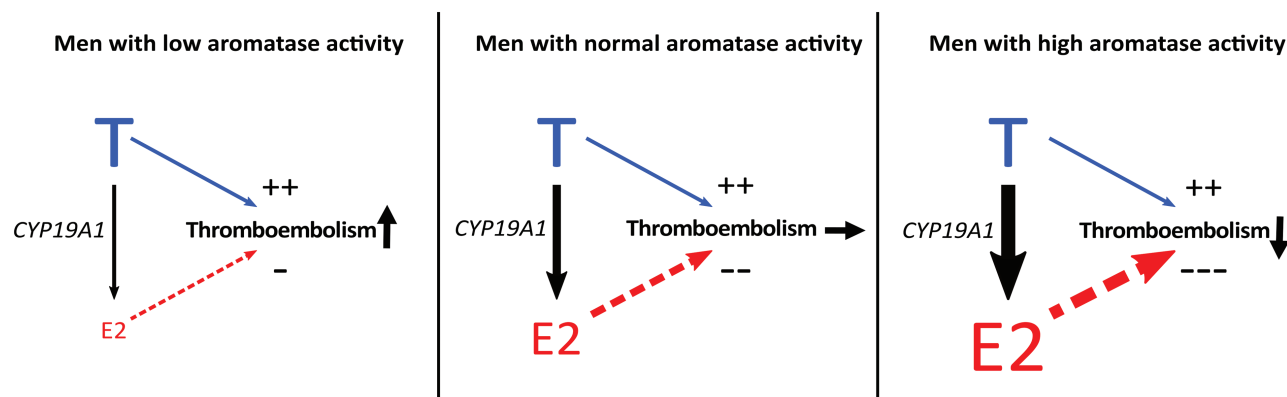 Men with low aromatase activity
T
++
CYP19A1
Thromboembolism
-
E2
Men with normal aromatase activity
T
++
CYP19A1
Thromboembolism
--
E2
Men with high aromatase activity
T
++
CYP19A1
Thromboembolism
---
E2